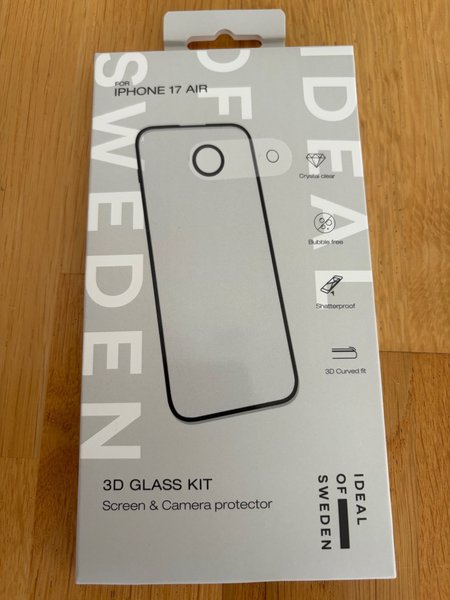 IDEAL
OF
SWEDEN
FOR
IPHONE 17 AIR
Crystal clear
Bubble free
Shatterproof
3D Curved fit
3D GLASS KIT
Screen & Camera protector
IDEAL
OF
SWEDEN